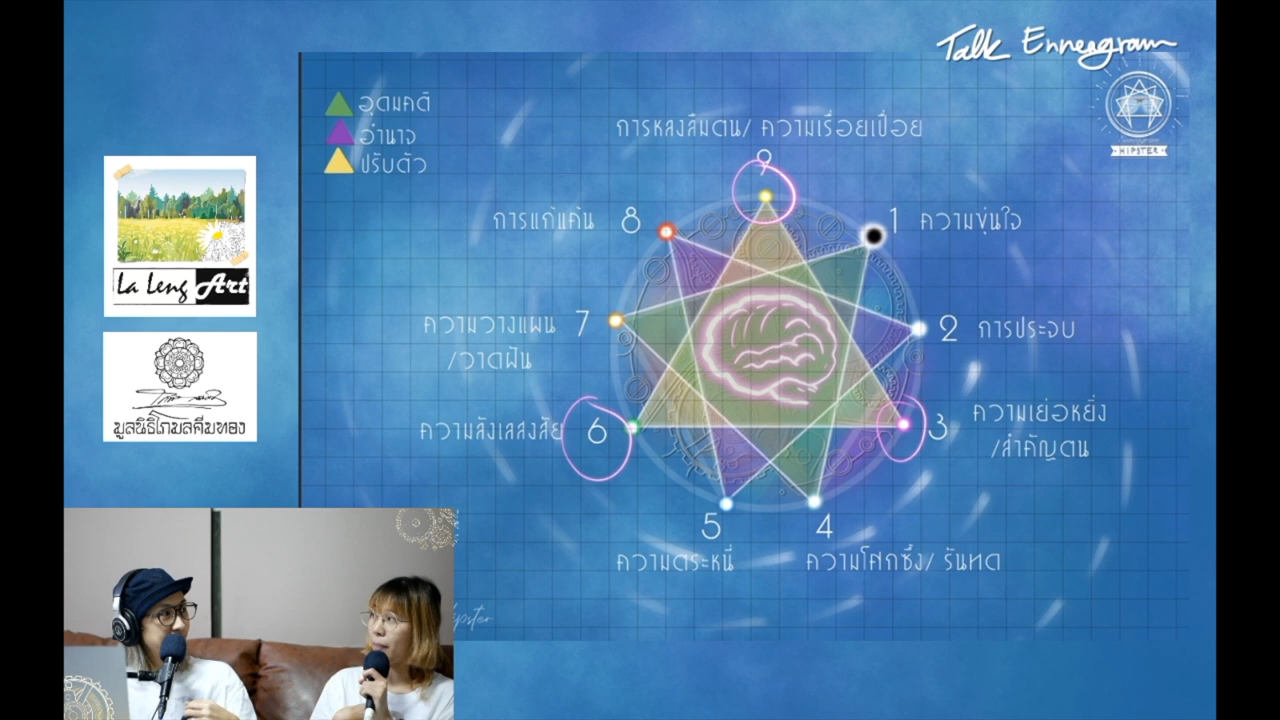 Talk Enneagram
HIPSTER
อุดมคติ
อำนาจ
ปรับตัว
การหลงลืมตน/ ความเรื่อยเปื่อย
9
การแก้แค้น 8
1 ความขุ่นใจ
ความวางแผน 7
/วาดฝัน
2 การประจบ
ความลังเลสงสัย 6
3 ความเย่อหยิ่ง
/สำคัญตน
5
ความตระหนี่
4
ความโศกซึ้ง/ รันทด
La Leng Art
มูลนิธิโกมลคีมทอง